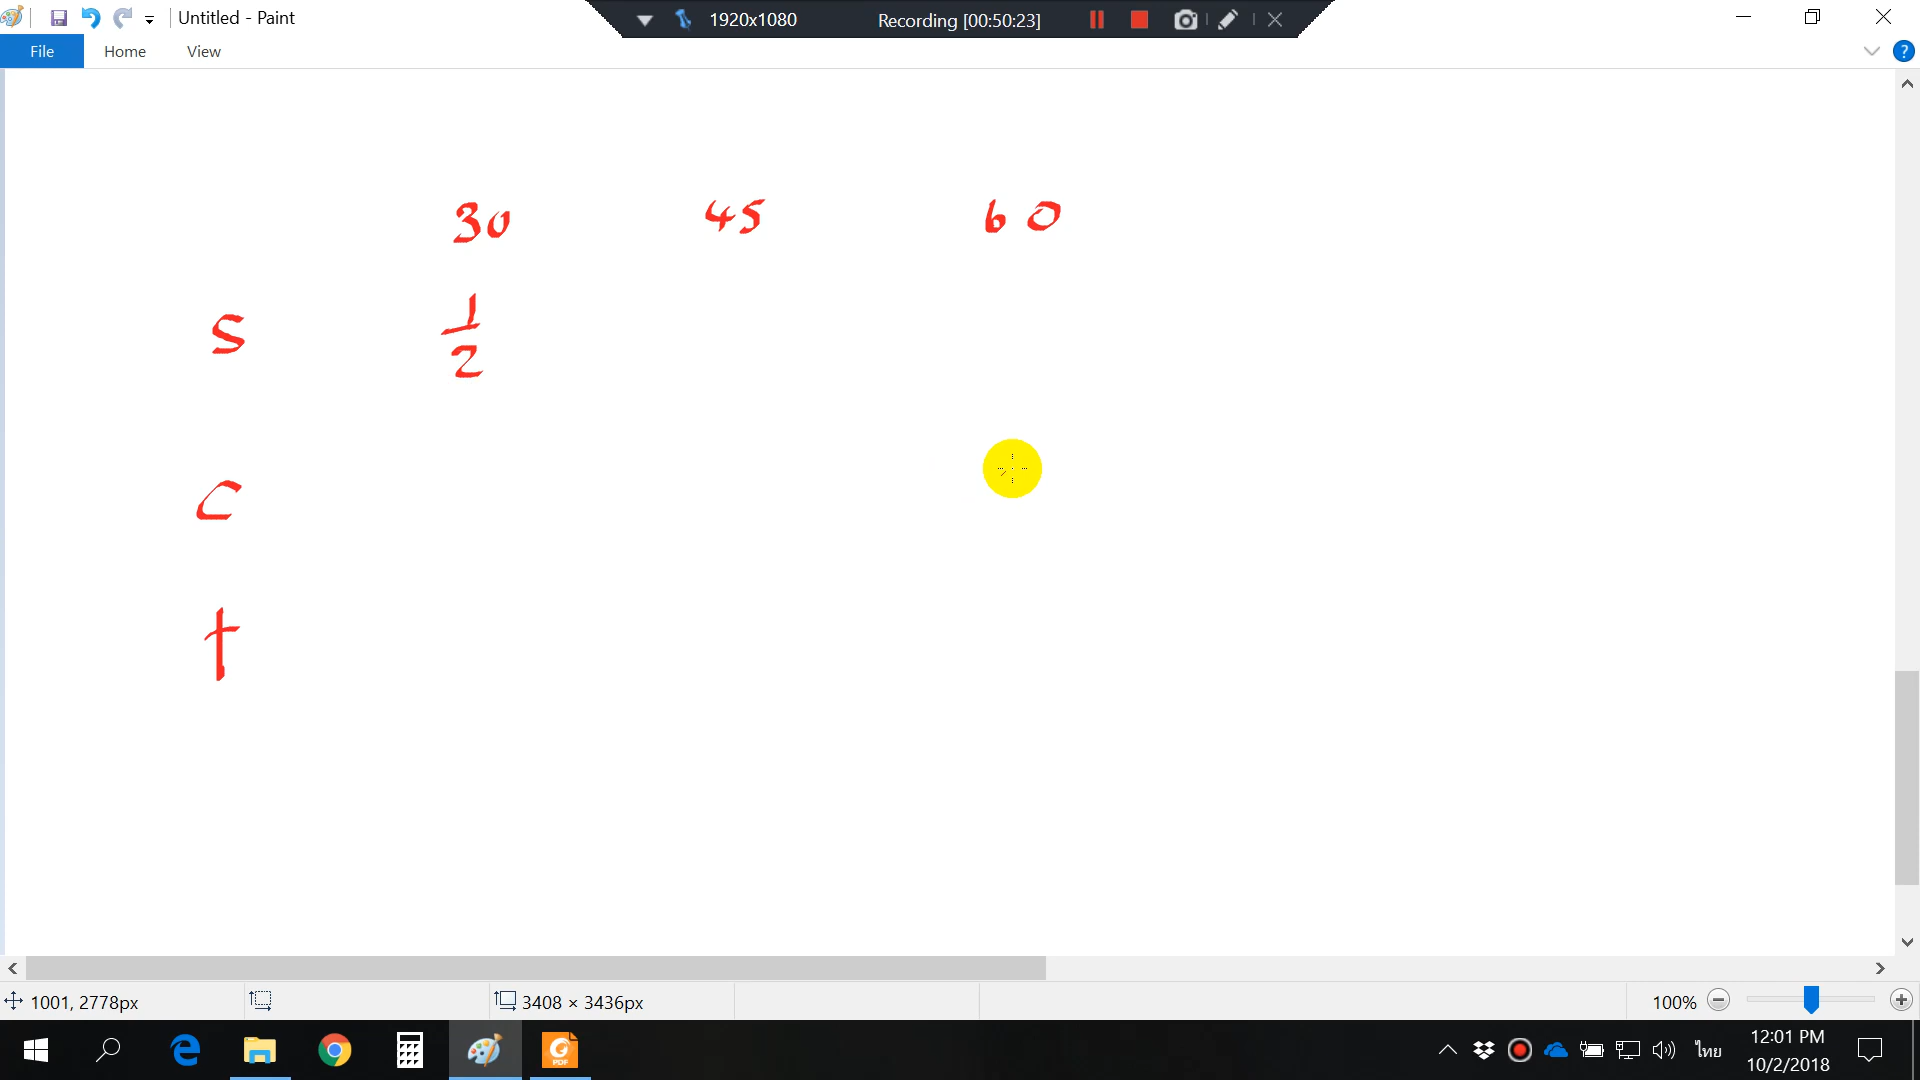 Untitled - Paint
1920x1080
Recording [00:50:23]
File
Home
View
?
30 45 60
S 1/2
C
t
1001, 2778px
3408 × 3436px
100%
PDF
ไทย
12:01 PM
10/2/2018